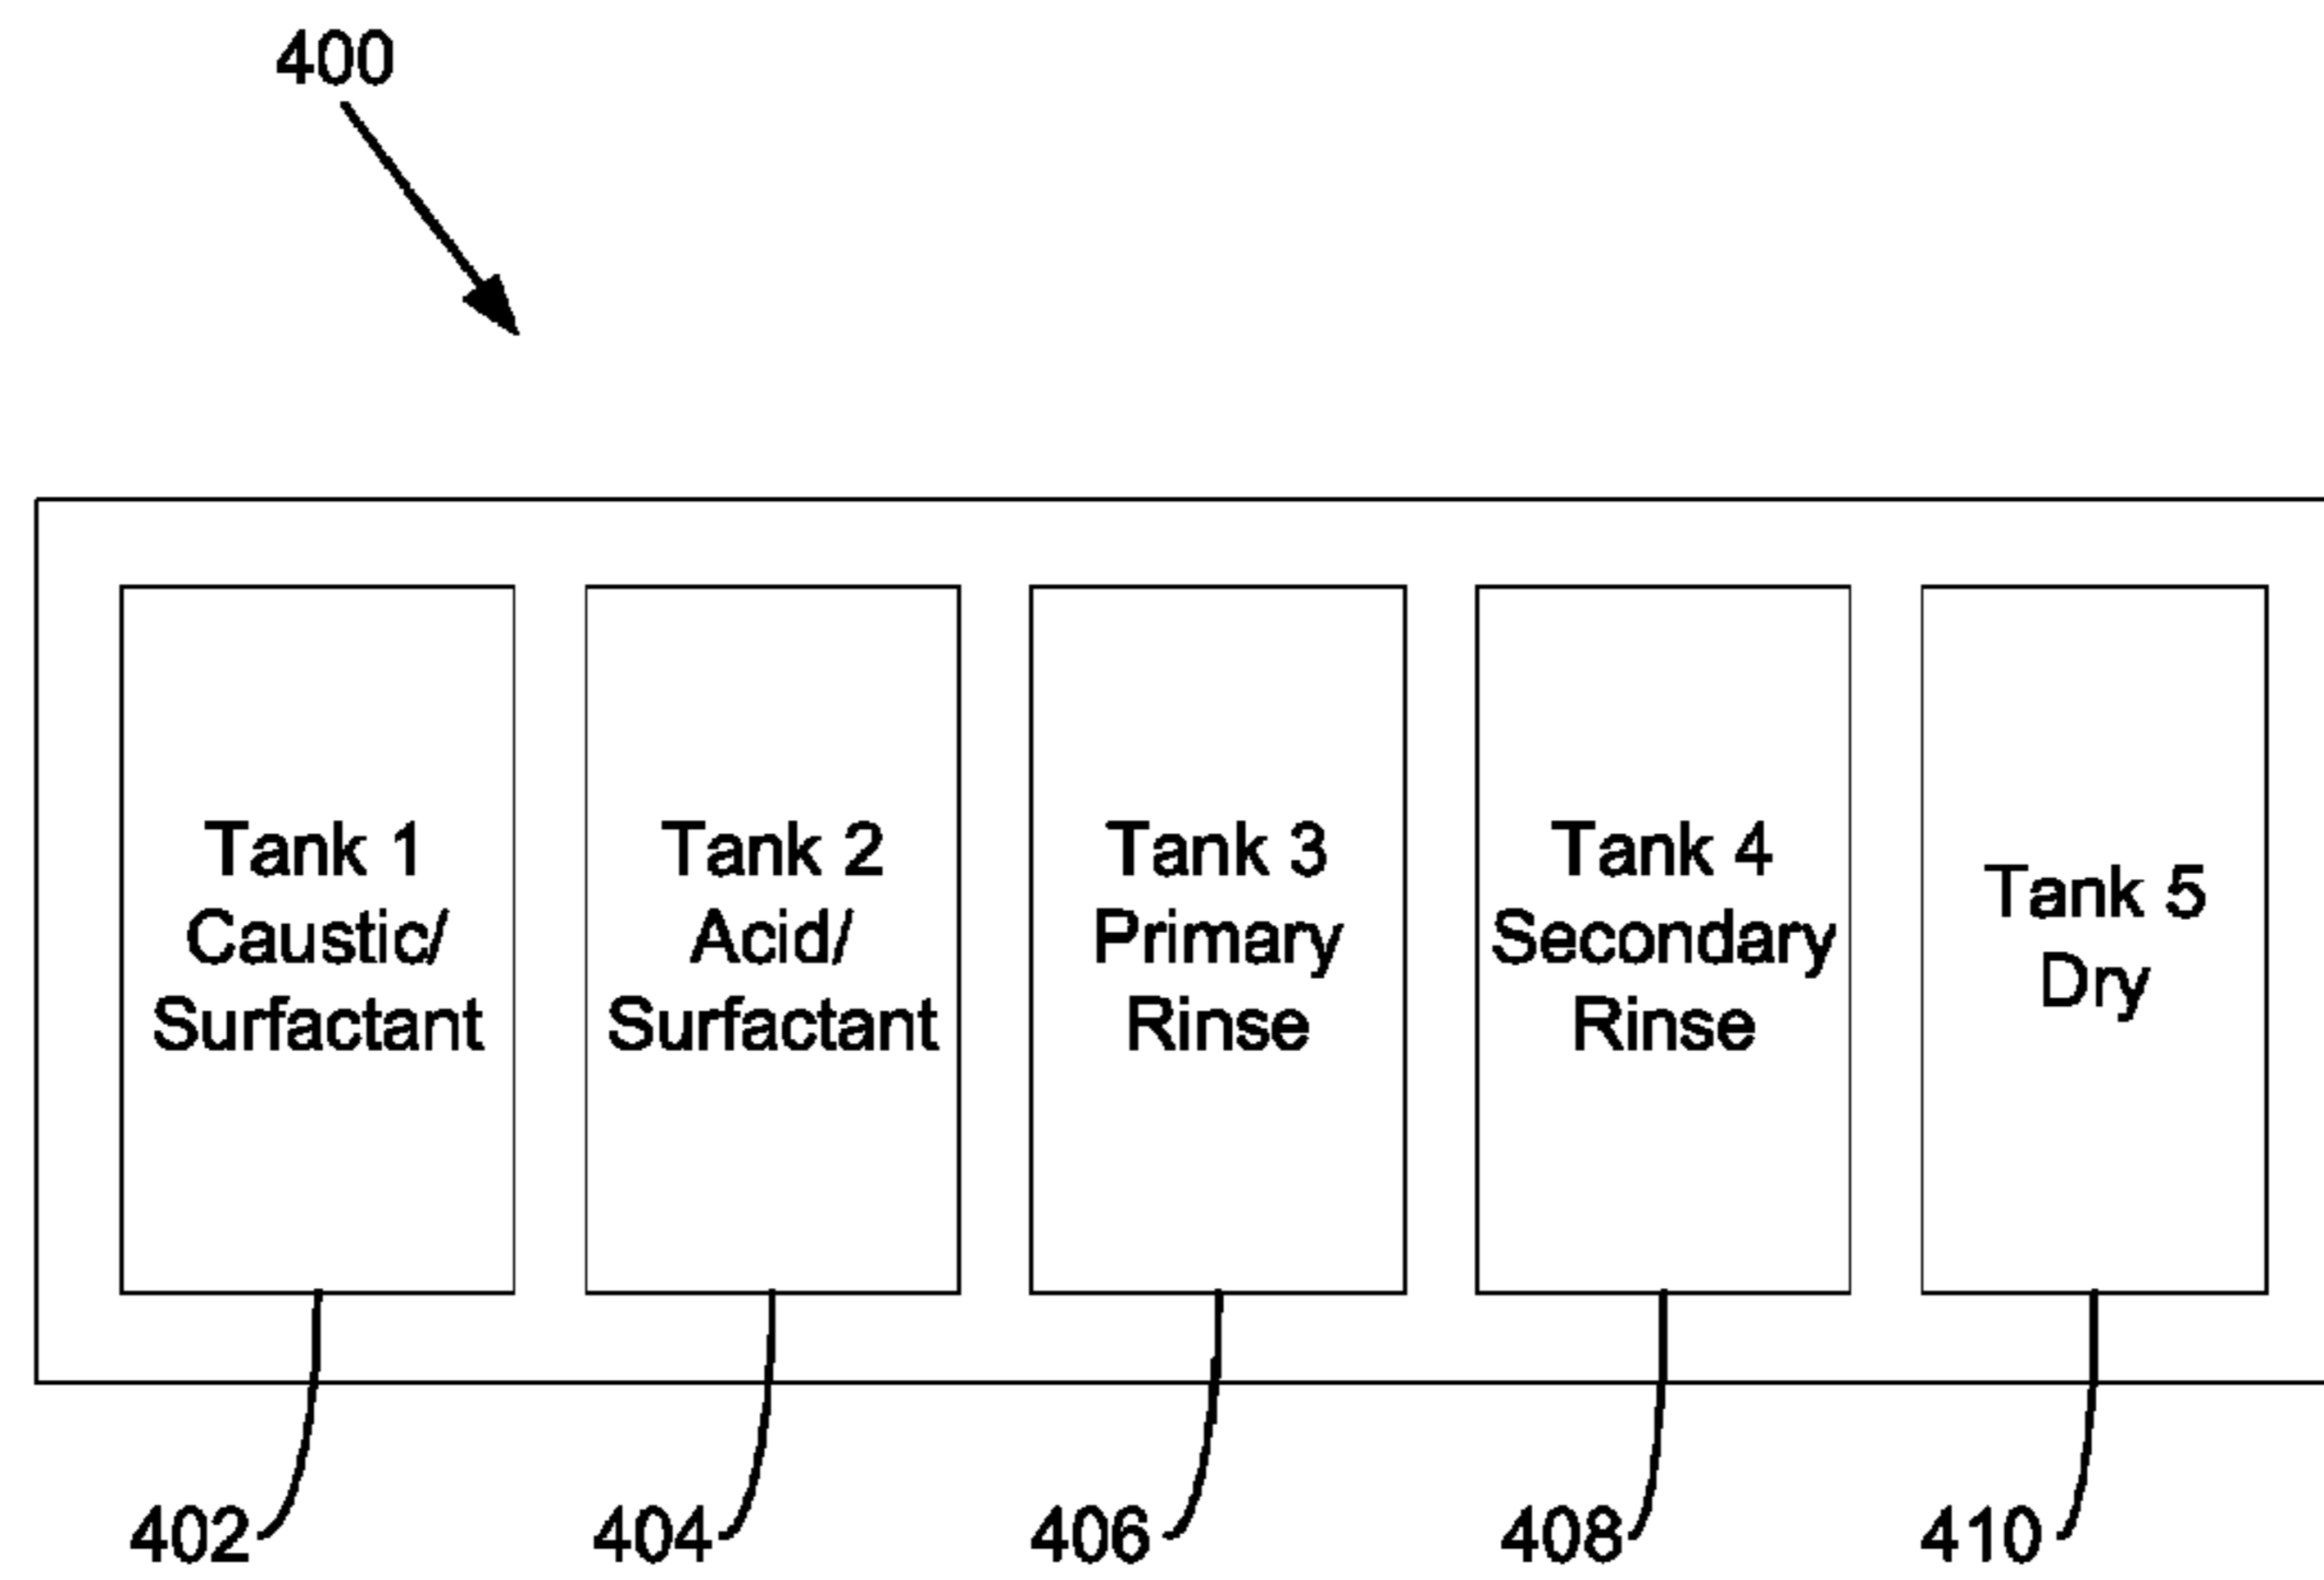 400
Tank 1
Caustic/
Surfactant
Tank 2
Acid/
Surfactant
Tank 3
Primary
Rinse
Tank 4
Secondary
Rinse
Tank 5
Dry
402
404
406
408
410